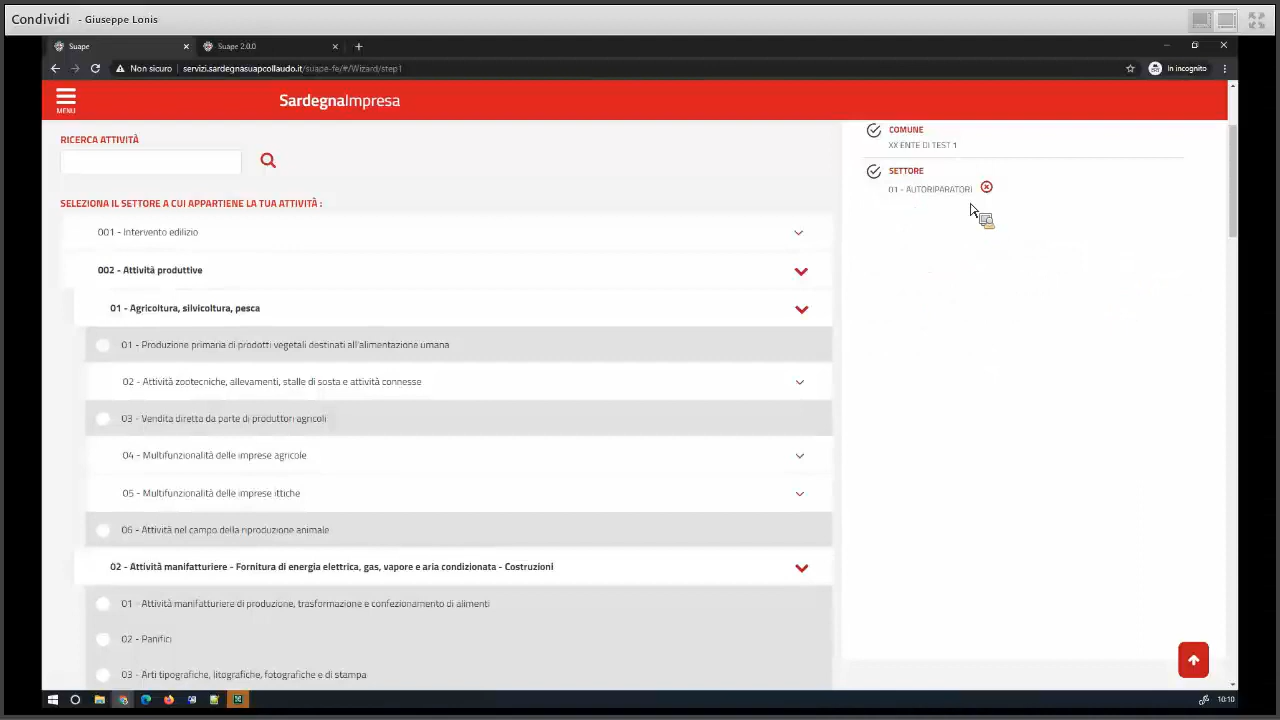 Condividi - Giuseppe Lonis
Suape
Suape 2.0.0
Non sicuro | servizi.sardegnasuapcollaudo.it/suape-fe/#/Wizard/step1
In incognito
MENU
SardegnaImpresa
RICERCA ATTIVITÀ
COMUNE
XX ENTE DI TEST 1
SETTORE
01 - AUTORIPARATORI
SELEZIONA IL SETTORE A CUI APPARTIENE LA TUA ATTIVITÀ :
001 - Intervento edilizio
002 - Attività produttive
01 - Agricoltura, silvicoltura, pesca
01 - Produzione primaria di prodotti vegetali destinati all'alimentazione umana
02 - Attività zootecniche, allevamenti, stalle di sosta e attività connesse
03 - Vendita diretta da parte di produttori agricoli
04 - Multifunzionalità delle imprese agricole
05 - Multifunzionalità delle imprese ittiche
06 - Attività nel campo della riproduzione animale
02 - Attività manifatturiere - Fornitura di energia elettrica, gas, vapore e aria condizionata - Costruzioni
01 - Attività manifatturiere di produzione, trasformazione e confezionamento di alimenti
02 - Panifici
03 - Arti tipografiche, litografiche, fotografiche e di stampa
10:10